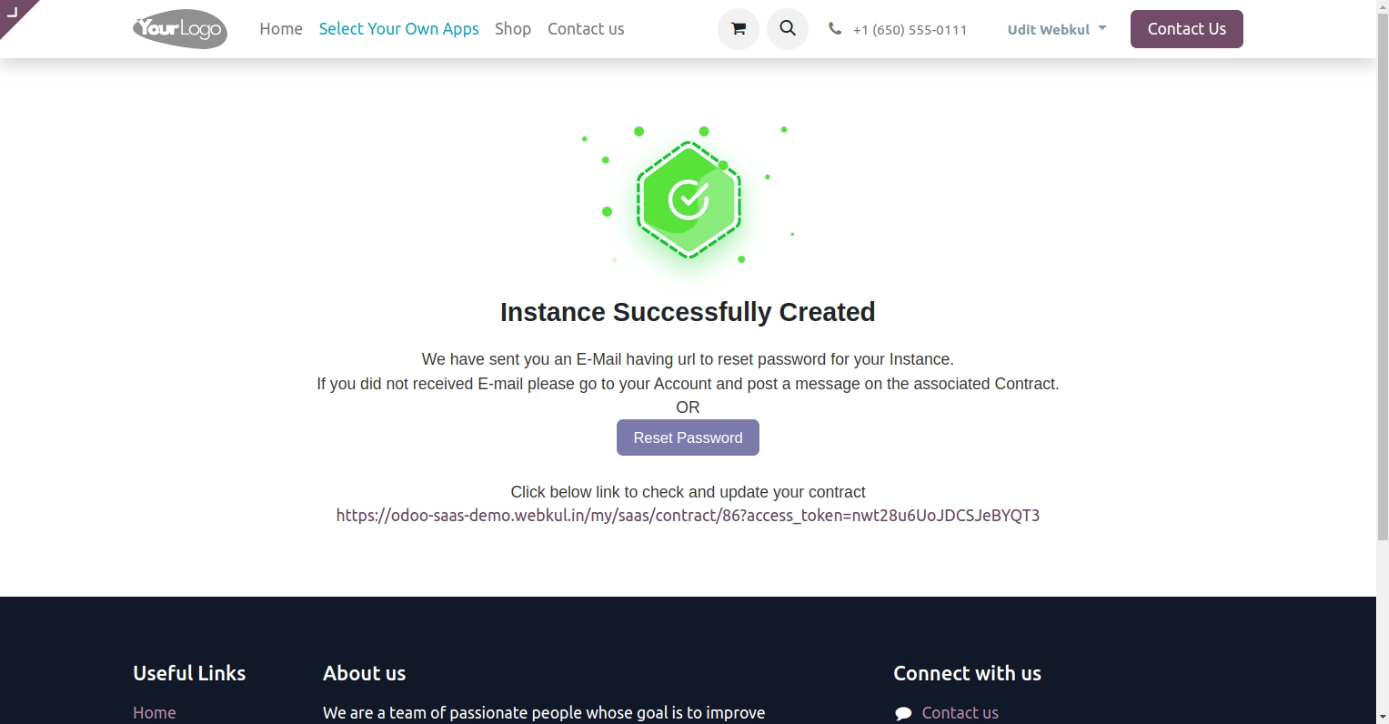 YourLogo
Home Select Your Own Apps Shop Contact us +1 (650) 555-0111 Udit Webkul Contact Us
Instance Successfully Created
We have sent you an E-Mail having url to reset password for your Instance.
If you did not received E-mail please go to your Account and post a message on the associated Contract.
OR
Reset Password
Click below link to check and update your contract
https://odoo-saas-demo.webkul.in/my/saas/contract/86?access_token=nwt28u6UoJDCSJeBYQT3
Useful Links
Home
About us
We are a team of passionate people whose goal is to improve
Connect with us
Contact us